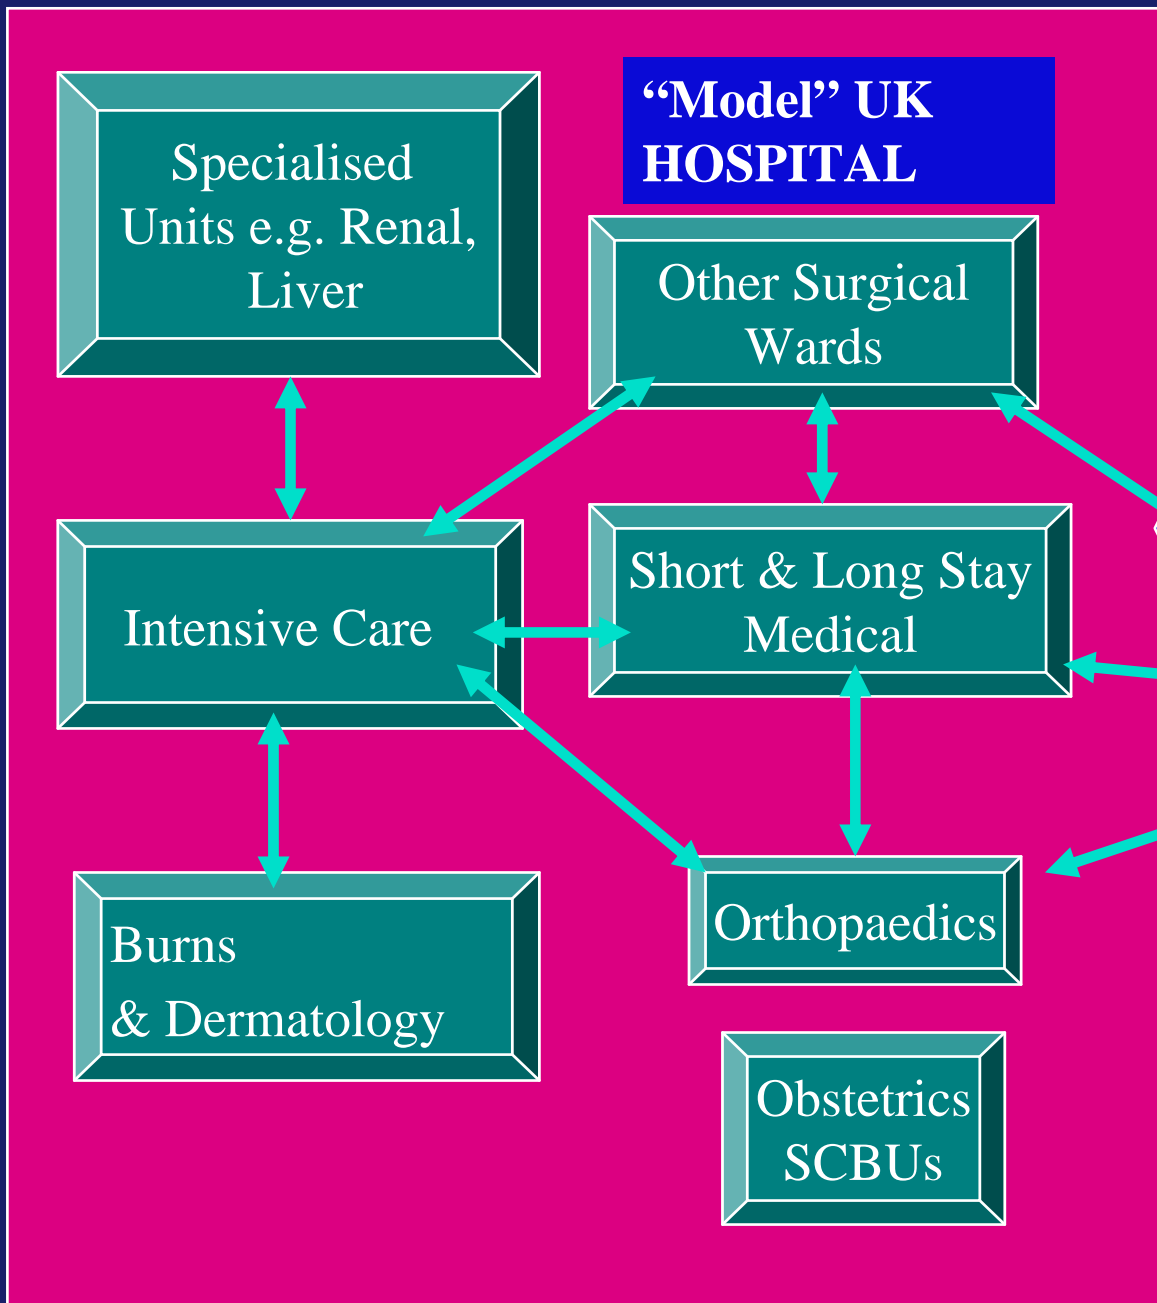 “Model” UK
HOSPITAL
Specialised
Units e.g. Renal,
Liver
Other Surgical
Wards
Intensive Care
Short & Long Stay
Medical
Burns
& Dermatology
Orthopaedics
Obstetrics
SCBUs